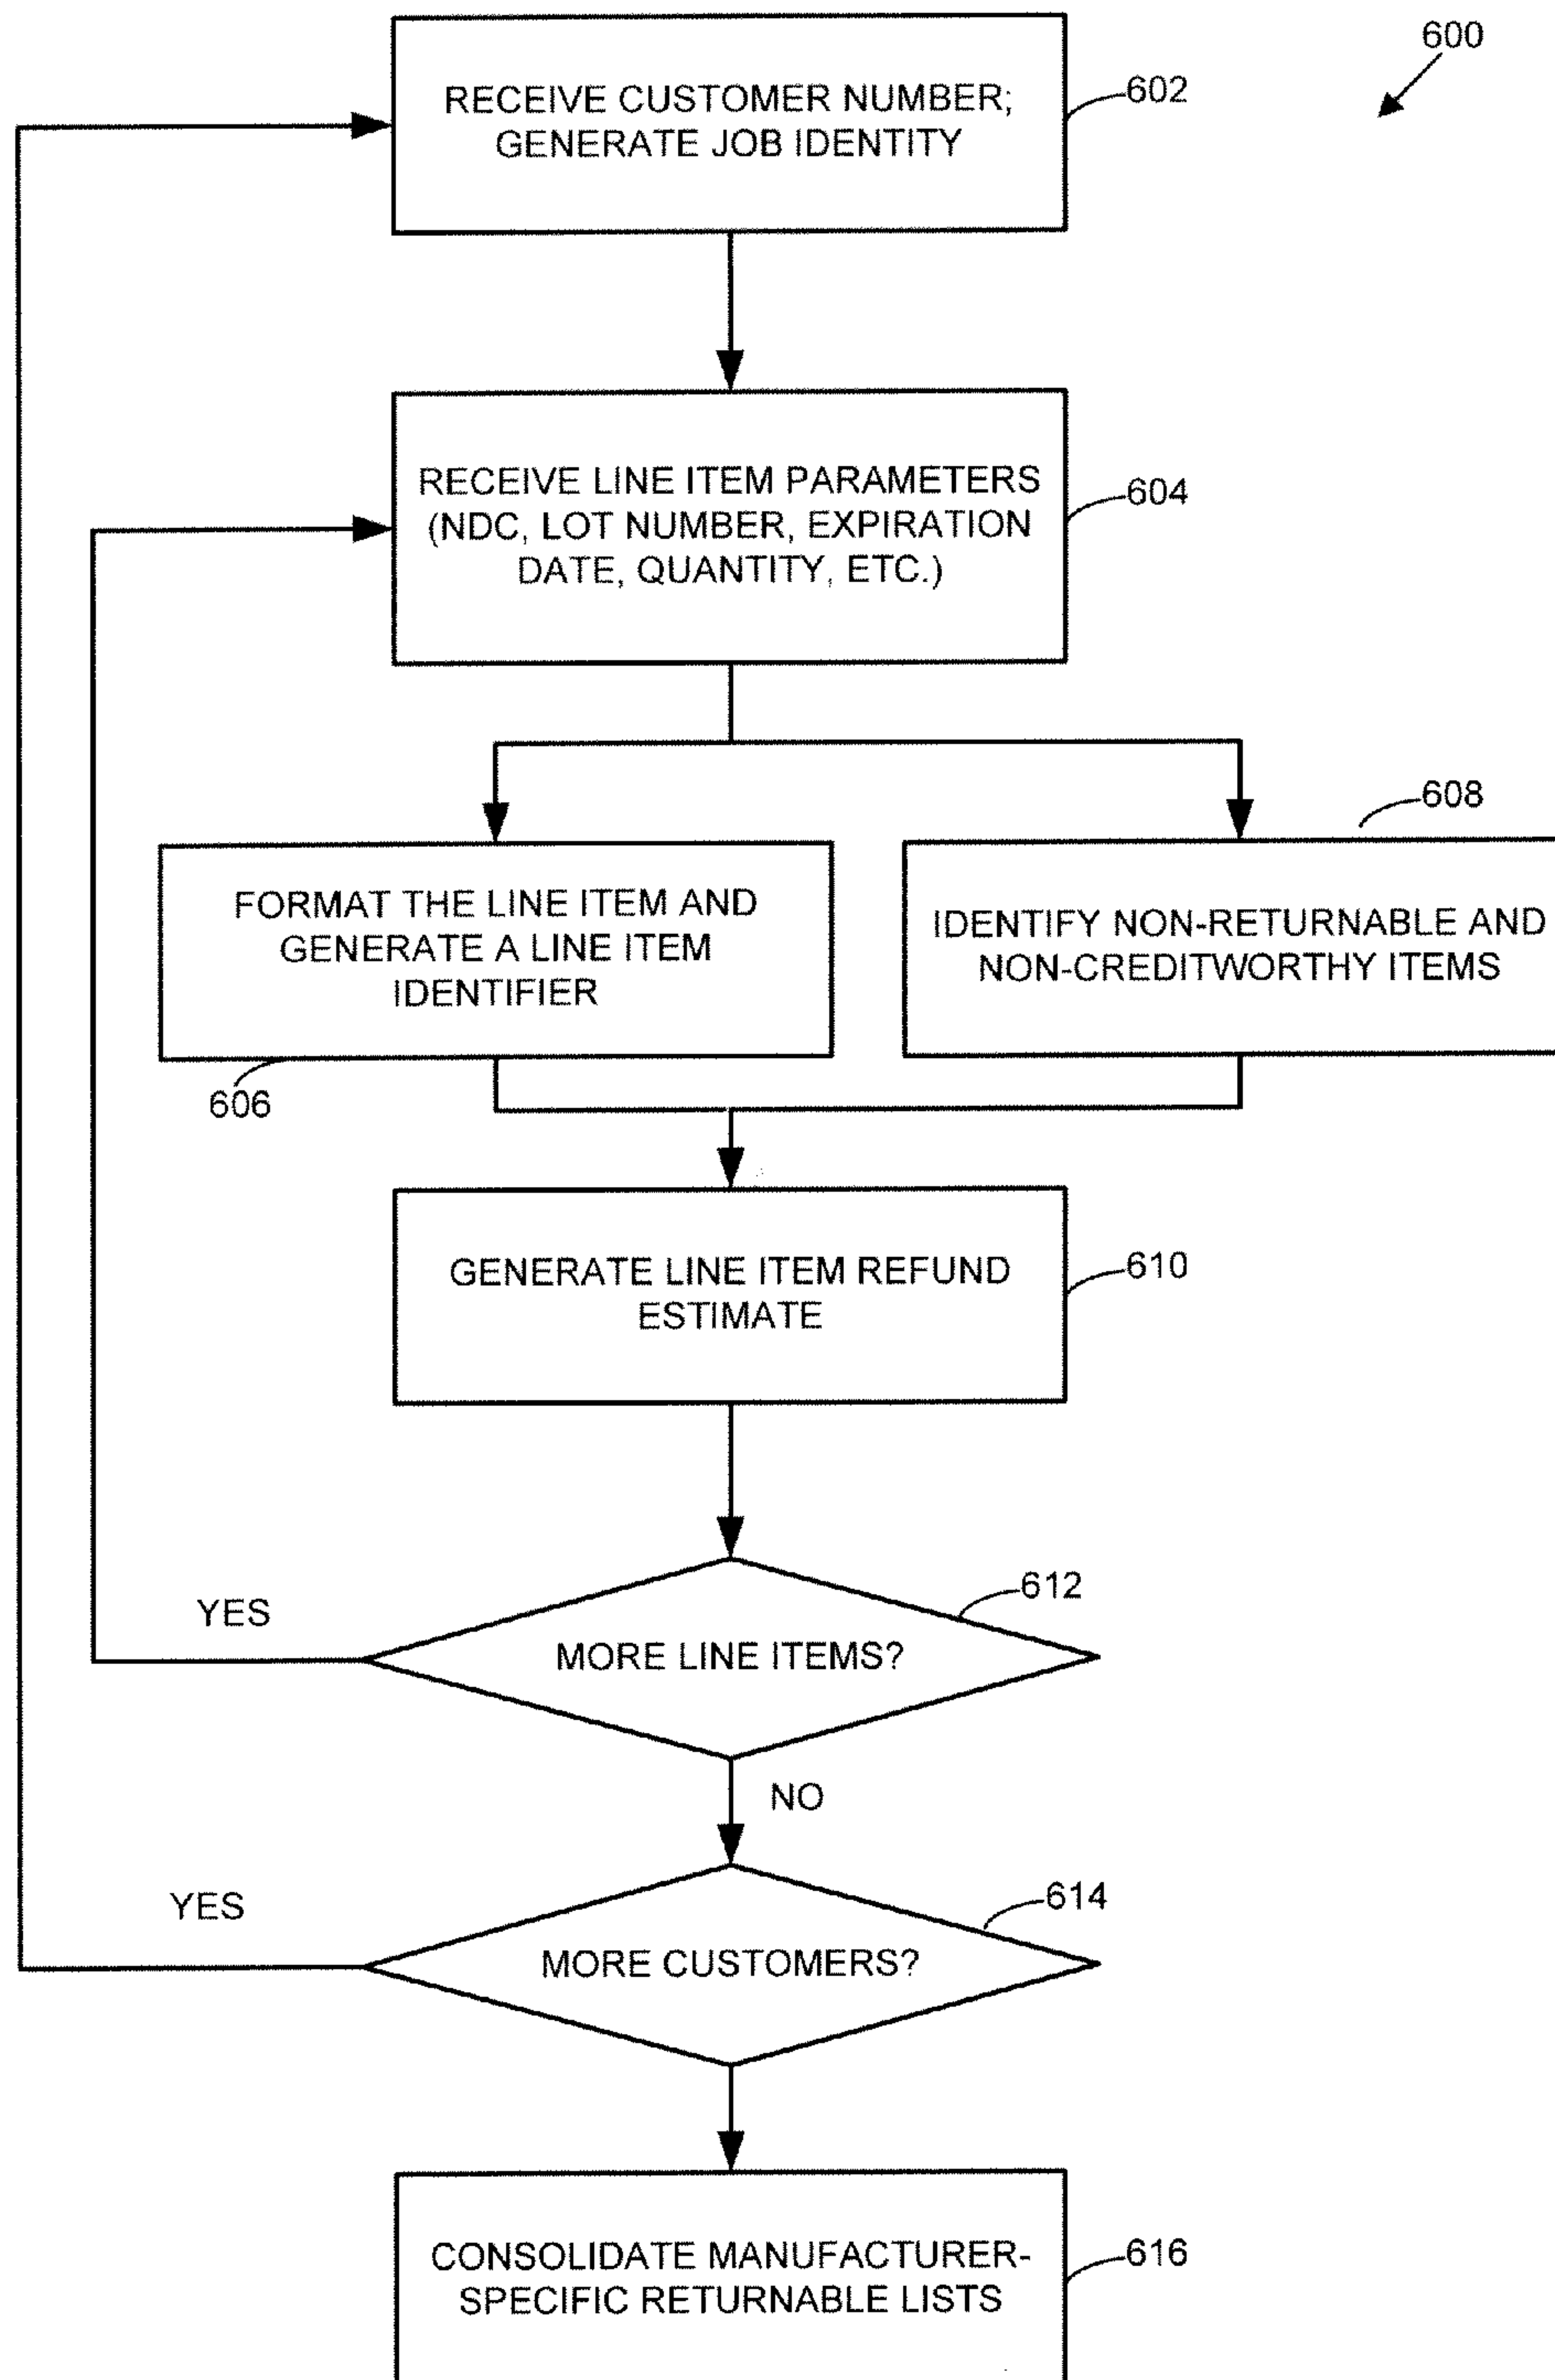 600
RECEIVE CUSTOMER NUMBER;
GENERATE JOB IDENTITY
602
RECEIVE LINE ITEM PARAMETERS
(NDC, LOT NUMBER, EXPIRATION
DATE, QUANTITY, ETC.)
604
608
FORMAT THE LINE ITEM AND
GENERATE A LINE ITEM
IDENTIFIER
606
IDENTIFY NON-RETURNABLE AND
NON-CREDITWORTHY ITEMS
GENERATE LINE ITEM REFUND
ESTIMATE
610
YES
MORE LINE ITEMS?
612
NO
YES
MORE CUSTOMERS?
614
CONSOLIDATE MANUFACTURER-
SPECIFIC RETURNABLE LISTS
616